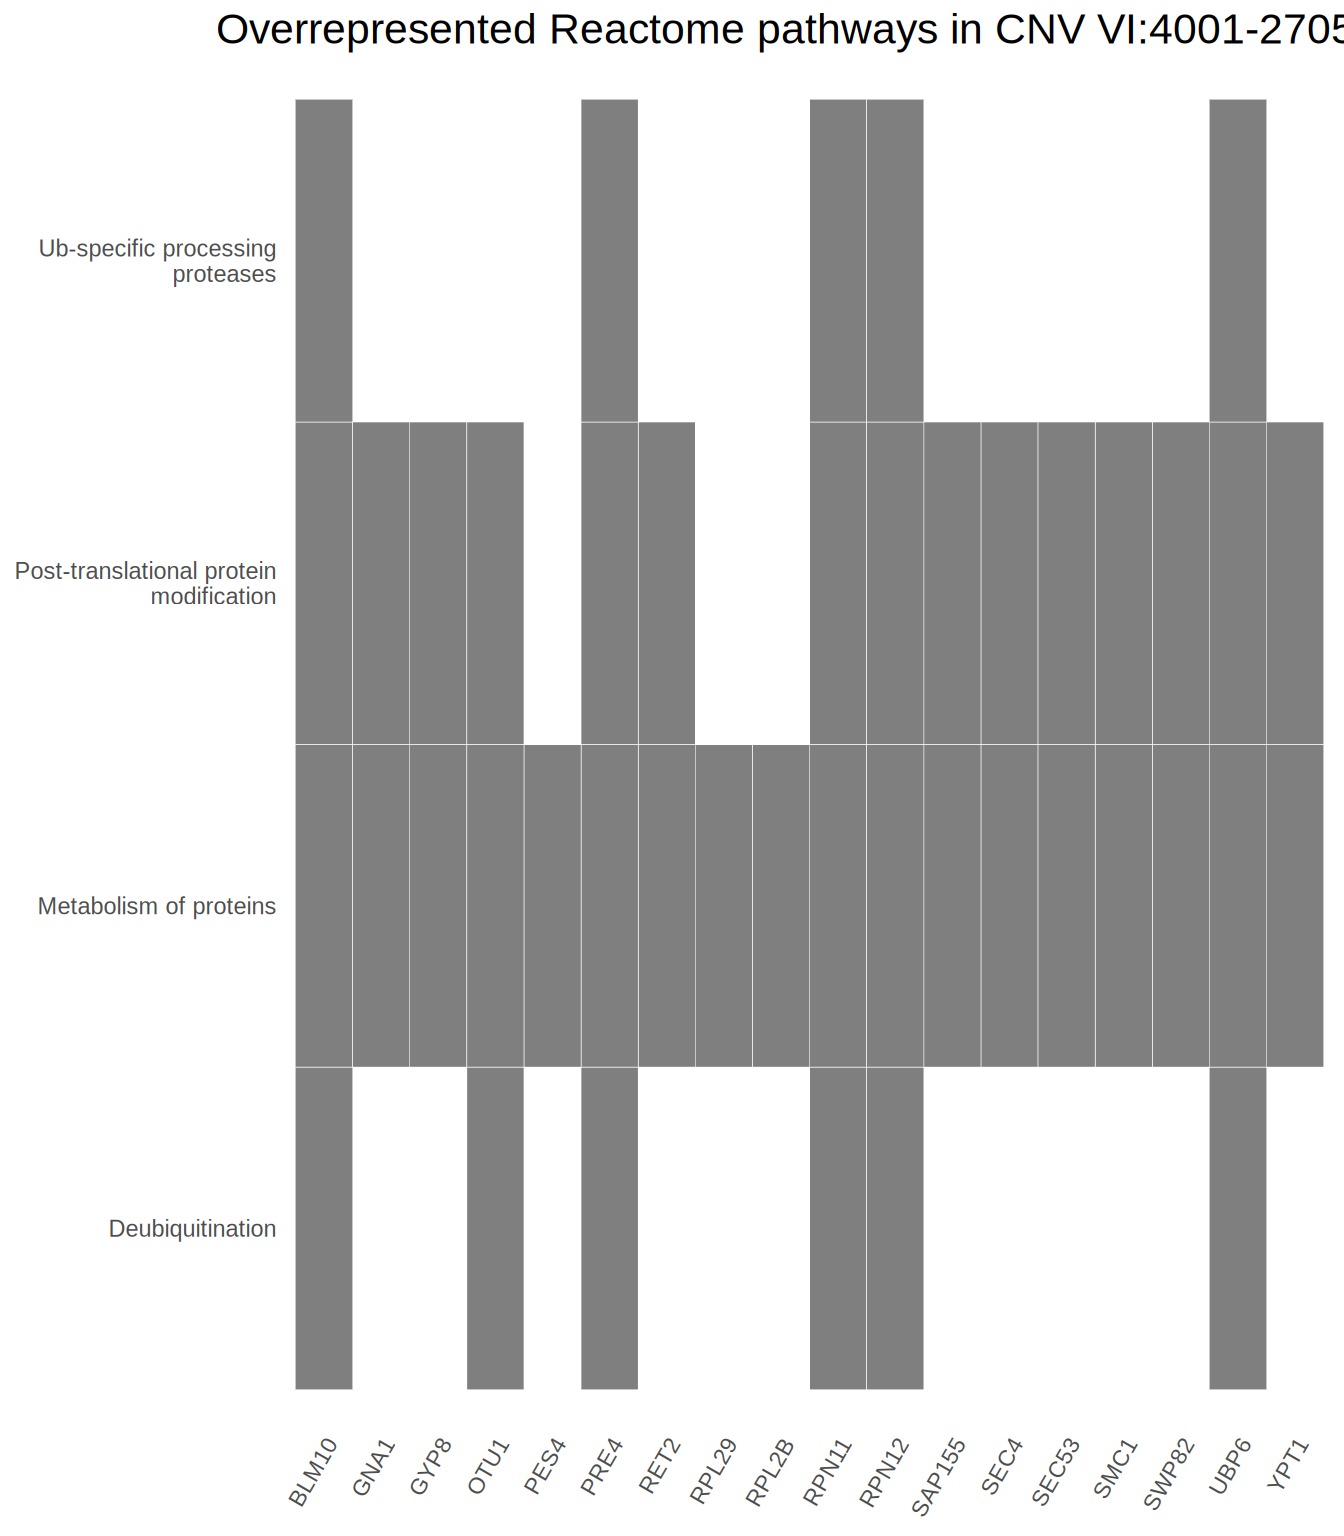 Overrepresented Reactome pathways in CNV VI:4001-2705
Ub-specific processing
proteases
Post-translational protein
modification
Metabolism of proteins
Deubiquitination
BLM10
GNA1
GYP8
OTU1
PES4
PRE4
RET2
RPL29
RPL2B
RPN11
RPN12
SAP155
SEC4
SEC53
SMC1
SWP82
UBP6
YPT1